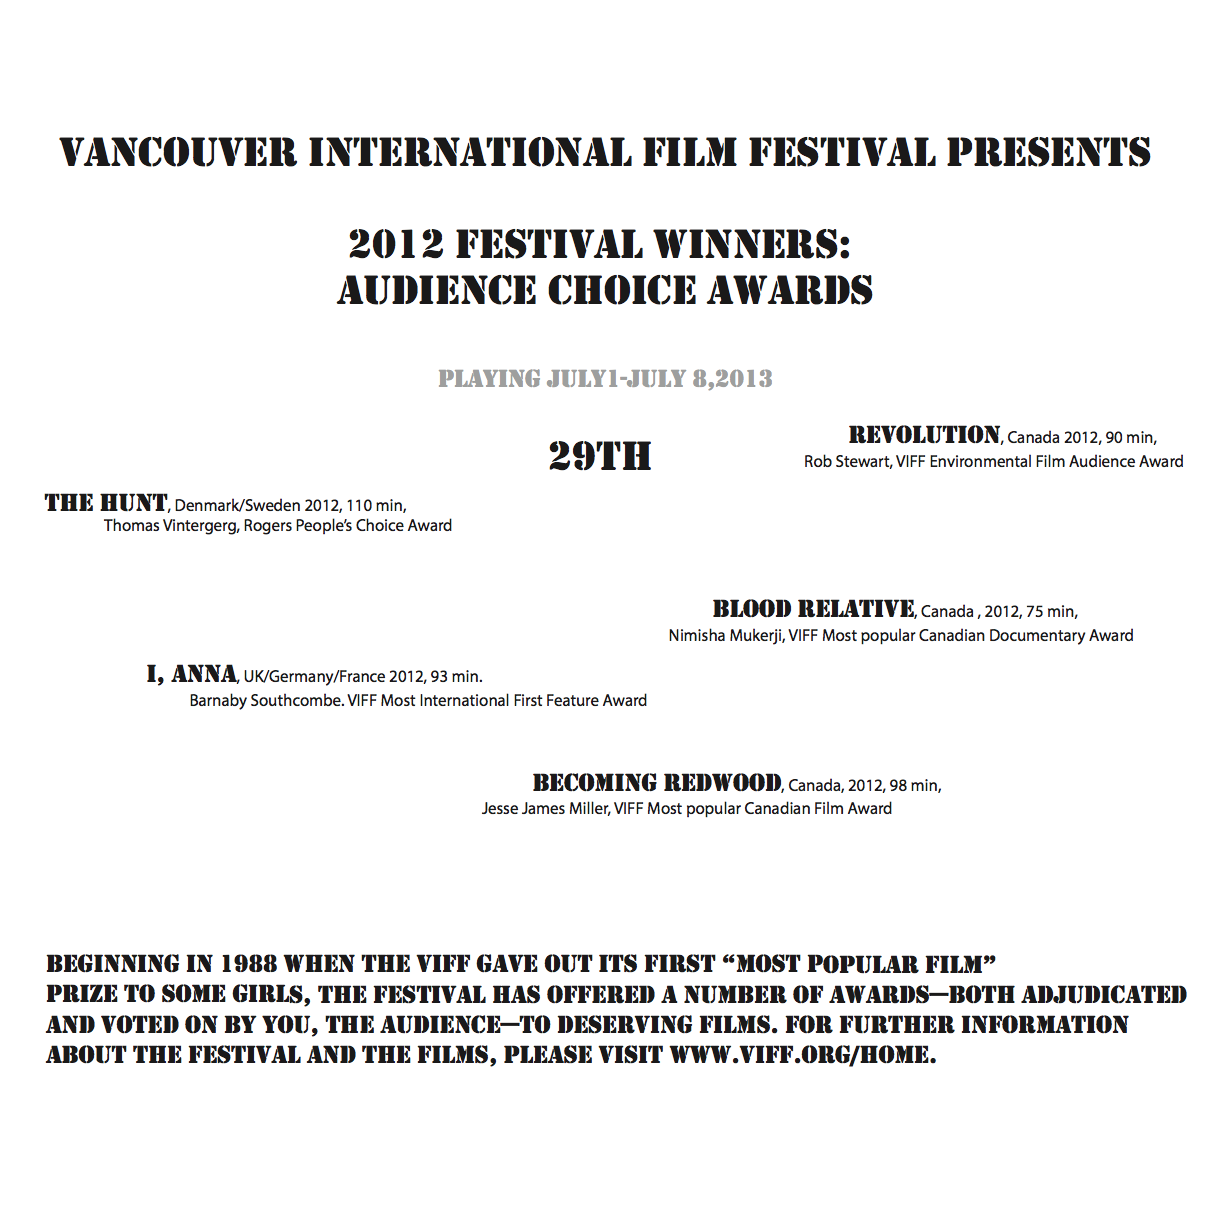 VANCOUVER INTERNATIONAL FILM FESTIVAL PRESENTS
2012 FESTIVAL WINNERS:
AUDIENCE CHOICE AWARDS
PLAYING JULY1-JULY 8,2013
29TH
REVOLUTION, Canada 2012, 90 min,
Rob Stewart, VIFF Environmental Film Audience Award
THE HUNT, Denmark/Sweden 2012, 110 min,
Thomas Vintergerg, Rogers People’s Choice Award
BLOOD RELATIVE, Canada , 2012, 75 min,
Nimisha Mukerji, VIFF Most popular Canadian Documentary Award
I, ANNA, UK/Germany/France 2012, 93 min.
Barnaby Southcombe. VIFF Most International First Feature Award
BECOMING REDWOOD, Canada, 2012, 98 min,
Jesse James Miller, VIFF Most popular Canadian Film Award
BEGINNING IN 1988 WHEN THE VIFF GAVE OUT ITS FIRST “MOST POPULAR FILM”
PRIZE TO SOME GIRLS, THE FESTIVAL HAS OFFERED A NUMBER OF AWARDS—BOTH ADJUDICATED
AND VOTED ON BY YOU, THE AUDIENCE—TO DESERVING FILMS. FOR FURTHER INFORMATION
ABOUT THE FESTIVAL AND THE FILMS, PLEASE VISIT WWW.VIFF.ORG/HOME.